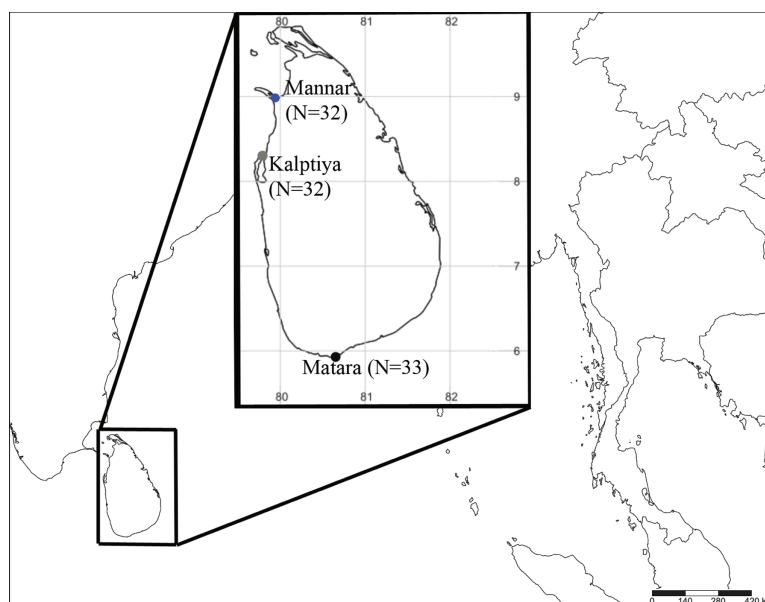 80 81 82
Mannar
(N=32)
9
Kalptiya
(N=32)
8
7
6
Matara (N=33)
80 81 82
0 140 280 420